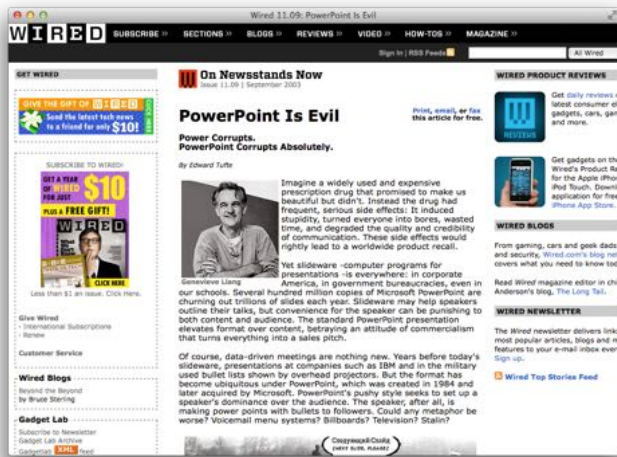 Wired 11.09: PowerPoint Is Evil
WIRED SUBSCRIBE >> SECTIONS >> BLOGS >> REVIEWS >> VIDEO >> HOW-TOS >> MAGAZINE >>
Sign In | RSS Feeds All Wired
GET WIRED
GIVE THE GIFT OF WIRED
Send the latest tech news
to a friend for only $10!
CLICK HERE
SUBSCRIBE TO WIRED!
GET A YEAR
OF WIRED
FOR JUST
$10
PLUS A FREE GIFT!
WIRED
CLICK HERE
Less than $1 an issue. Click Here.
Give Wired
- International Subscriptions
- Renew
Customer Service
Wired Blogs
Beyond the Beyond
by Bruce Sterling
Gadget Lab
Subscribe to Newsletter
Gadget Lab Archive
Gadgetlab XML feed
On Newsstands Now
Issue 11.09 | September 2003
PowerPoint Is Evil
Print, email, or fax
this article for free.
Power Corrupts.
PowerPoint Corrupts Absolutely.
By Edward Tufte
Imagine a widely used and expensive
prescription drug that promised to make us
beautiful but didn't. Instead the drug had
frequent, serious side effects: It induced
stupidity, turned everyone into bores, wasted
time, and degraded the quality and credibility
of communication. These side effects would
rightly lead to a worldwide product recall.
Genevieve Liang
Yet slideware -computer programs for
presentations -is everywhere: in corporate
America, in government bureaucracies, even in
our schools. Several hundred million copies of Microsoft PowerPoint are
churning out trillions of slides each year. Slideware may help speakers
outline their talks, but convenience for the speaker can be punishing to
both content and audience. The standard PowerPoint presentation
elevates format over content, betraying an attitude of commercialism
that turns everything into a sales pitch.
Of course, data-driven meetings are nothing new. Years before today's
slideware, presentations at companies such as IBM and in the military
used bullet lists shown by overhead projectors. But the format has
become ubiquitous under PowerPoint, which was created in 1984 and
later acquired by Microsoft. PowerPoint's pushy style seeks to set up a
speaker's dominance over the audience. The speaker, after all, is
making power points with bullets to followers. Could any metaphor be
worse? Voicemail menu systems? Billboards? Television? Stalin?
Следующий Слайд
(NEXT SLIDE, PLEASE)
WIRED PRODUCT REVIEWS
REVIEWS
Get daily reviews
latest consumer
gadgets, cars,
and more.
Get gadgets on
Wired's Product
for the Apple
iPod Touch.
application for
iPhone App Store.
WIRED BLOGS
From gaming, cars and geek dads
and security, Wired.com's blog
covers what you need to know
Read Wired magazine editor in
Anderson's blog, The Long Tail.
WIRED NEWSLETTER
The Wired newsletter delivers
most popular articles, blogs and
features to your e-mail inbox
Sign up.
Wired Top Stories Feed